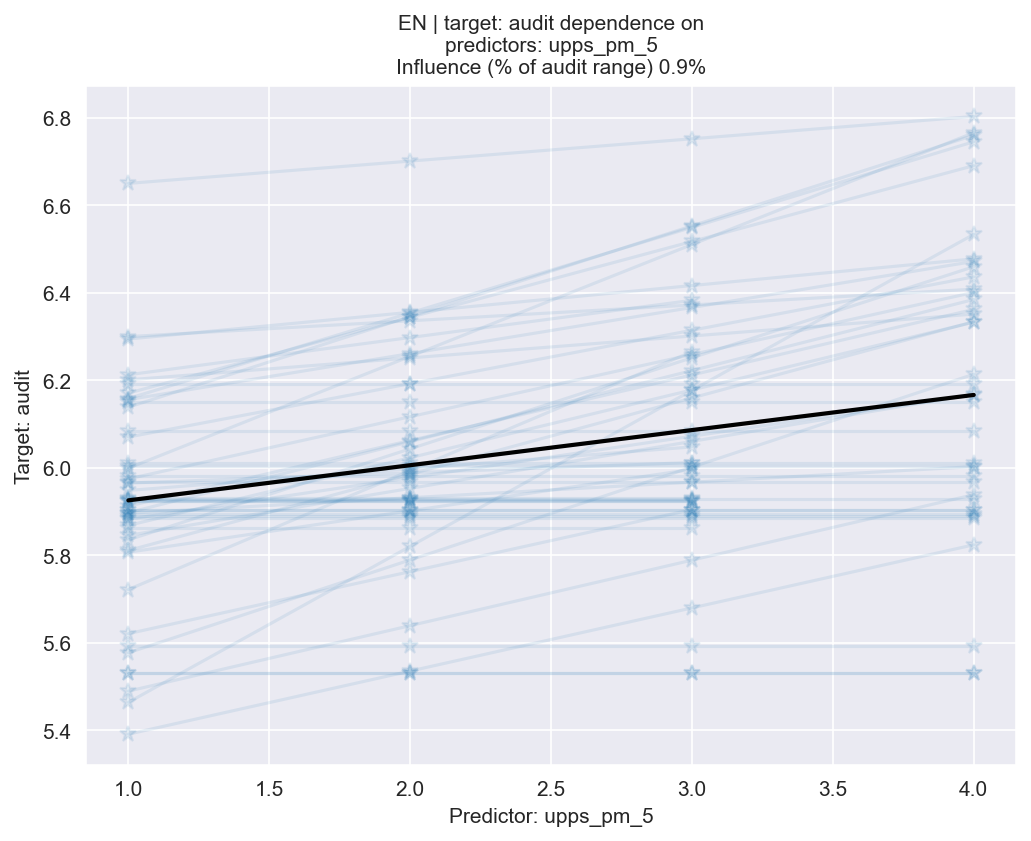 EN | target: audit dependence on
predictors: upps_pm_5
Influence (% of audit range) 0.9%
6.8
6.6
6.4
6.2
6.0
5.8
5.6
5.4
Target: audit
1.0 1.5 2.0 2.5 3.0 3.5 4.0
Predictor: upps_pm_5